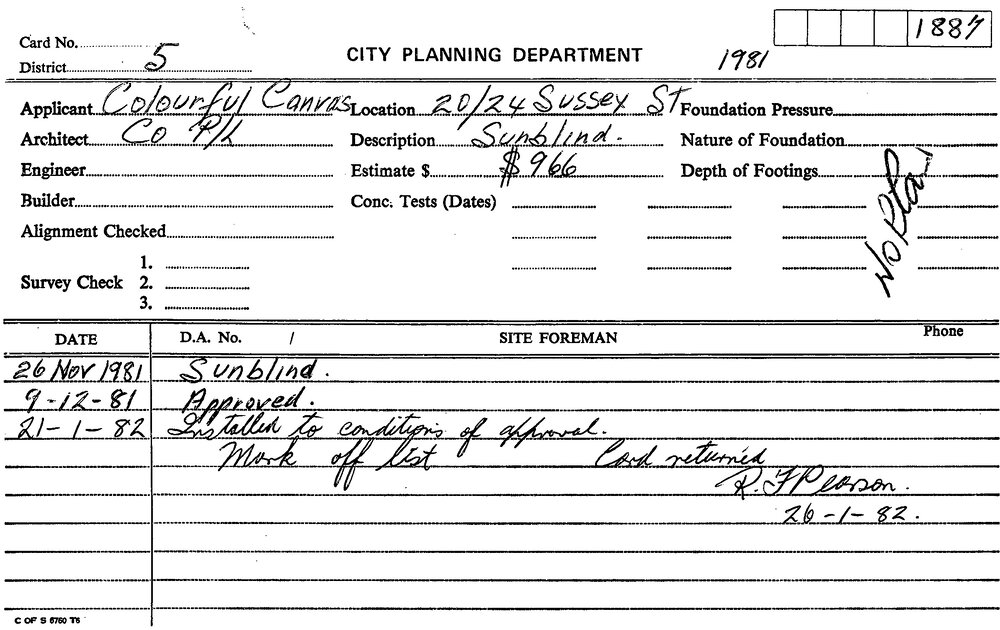 1887
Card No.
District 5
CITY PLANNING DEPARTMENT 1981
Applicant Colourful Canvas Location 20/24 Sussex St Foundation Pressure
Architect Co P/L Description Sunblind. Nature of Foundation
Engineer Estimate $ $966 Depth of Footings
Builder Conc. Tests (Dates)
No Plan
Alignment Checked
1.
Survey Check 2.
3.
DATE D.A. No. / SITE FOREMAN Phone
26 Nov 1981 Sunblind.
9-12-81 Approved.
21-1-82 Installed to conditions of approval.
Mark off list Card returned
R. F Pearson.
26-1-82.
C OF S 6760 T6